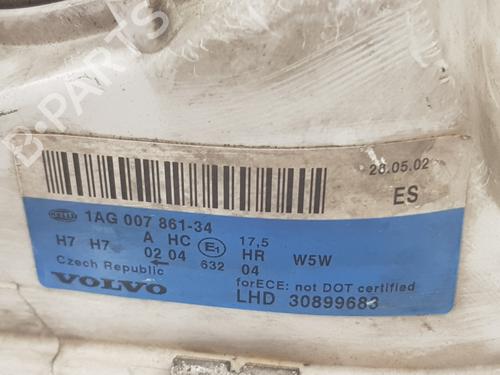 B-PARTS
28.05.02
ES
HELLA 1AG 007 861-34
H7 H7 A HC E1 17,5
02 04 632 HR W5W
Czech Republic 04
VOLVO forECE: not DOT certified
LHD 30899683